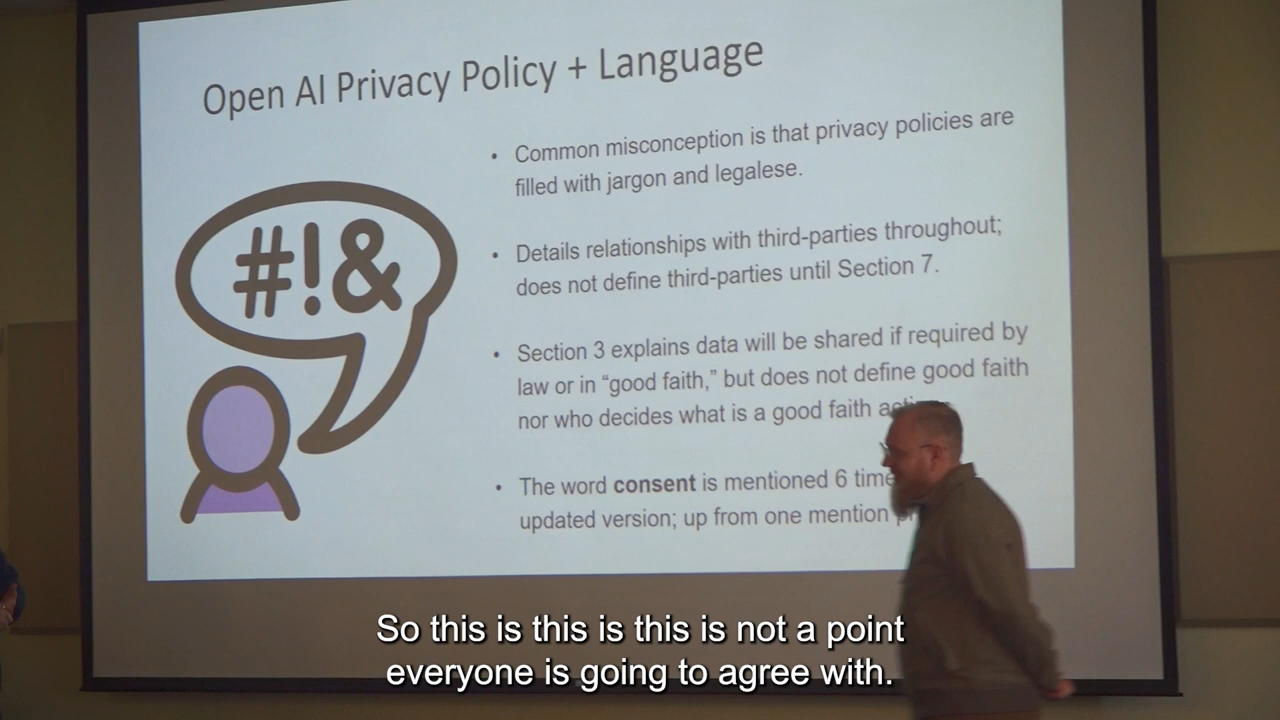 Open AI Privacy Policy + Language
#!&
• Common misconception is that privacy policies are
filled with jargon and legalese.
• Details relationships with third-parties throughout;
does not define third-parties until Section 7.
• Section 3 explains data will be shared if required by
law or in “good faith,” but does not define good faith
nor who decides what is a good faith
• The word consent is mentioned 6
updated version; up from one mention
So this is this is this is not a point
everyone is going to agree with.